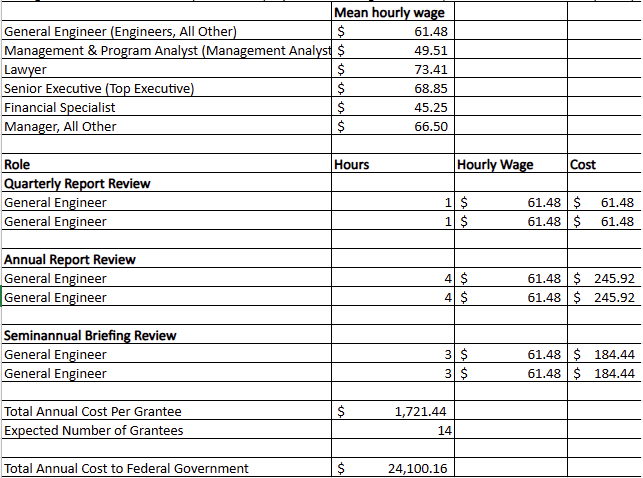 Mean hourly wage
General Engineer (Engineers, All Other) $ 61.48
Management & Program Analyst (Management Analyst $ 49.51
Lawyer $ 73.41
Senior Executive (Top Executive) $ 68.85
Financial Specialist $ 45.25
Manager, All Other $ 66.50
Role Hours Hourly Wage Cost
Quarterly Report Review
General Engineer 1 $ 61.48 $ 61.48
General Engineer 1 $ 61.48 $ 61.48
Annual Report Review
General Engineer 4 $ 61.48 $ 245.92
General Engineer 4 $ 61.48 $ 245.92
Seminannual Briefing Review
General Engineer 3 $ 61.48 $ 184.44
General Engineer 3 $ 61.48 $ 184.44
Total Annual Cost Per Grantee $ 1,721.44
Expected Number of Grantees 14
Total Annual Cost to Federal Government $ 24,100.16